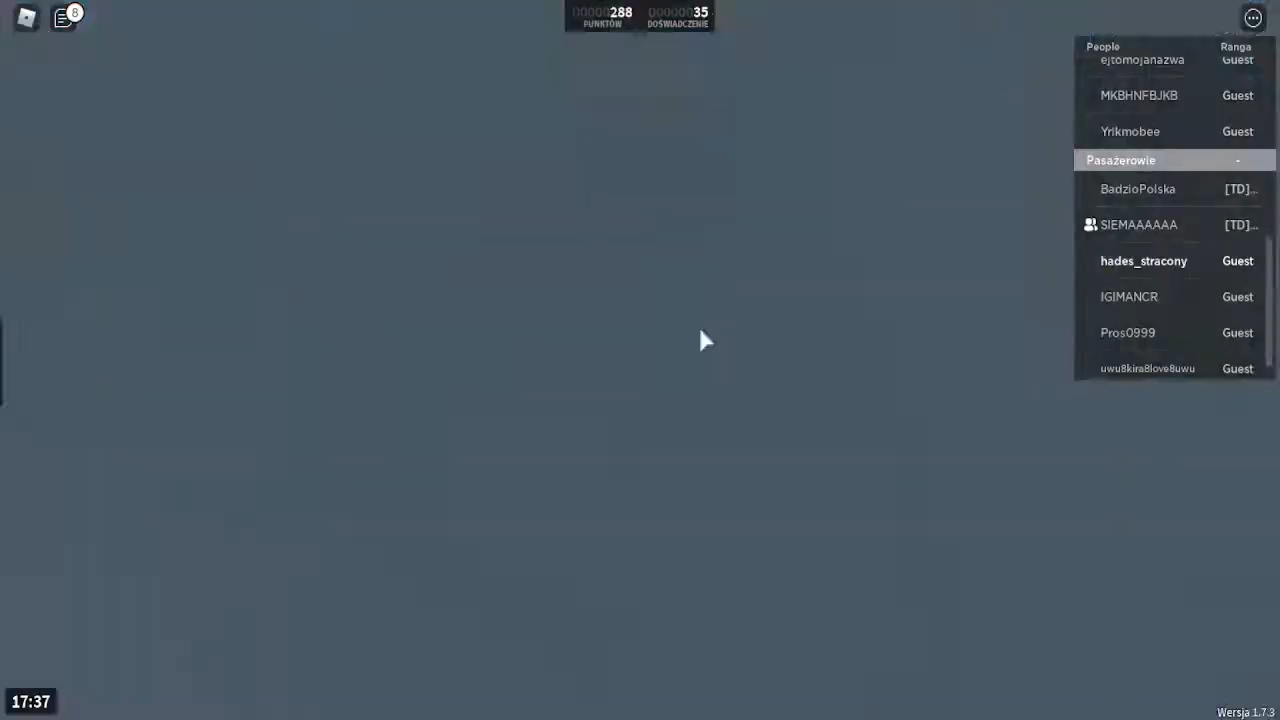 8
00000288
PUNKTÓW
00000035
DOŚWIADCZENIE
People Ranga
ejtomojanazwa Guest
MKBHNFBJKB Guest
Yrikmobee Guest
Pasażerowie -
BadzioPolska [TD]...
SIEMAAAAAA [TD]...
hades_stracony Guest
IGIMANCR Guest
Pros0999 Guest
uwu8kira8love8uwu Guest
17:37
Wersja 1.7.3